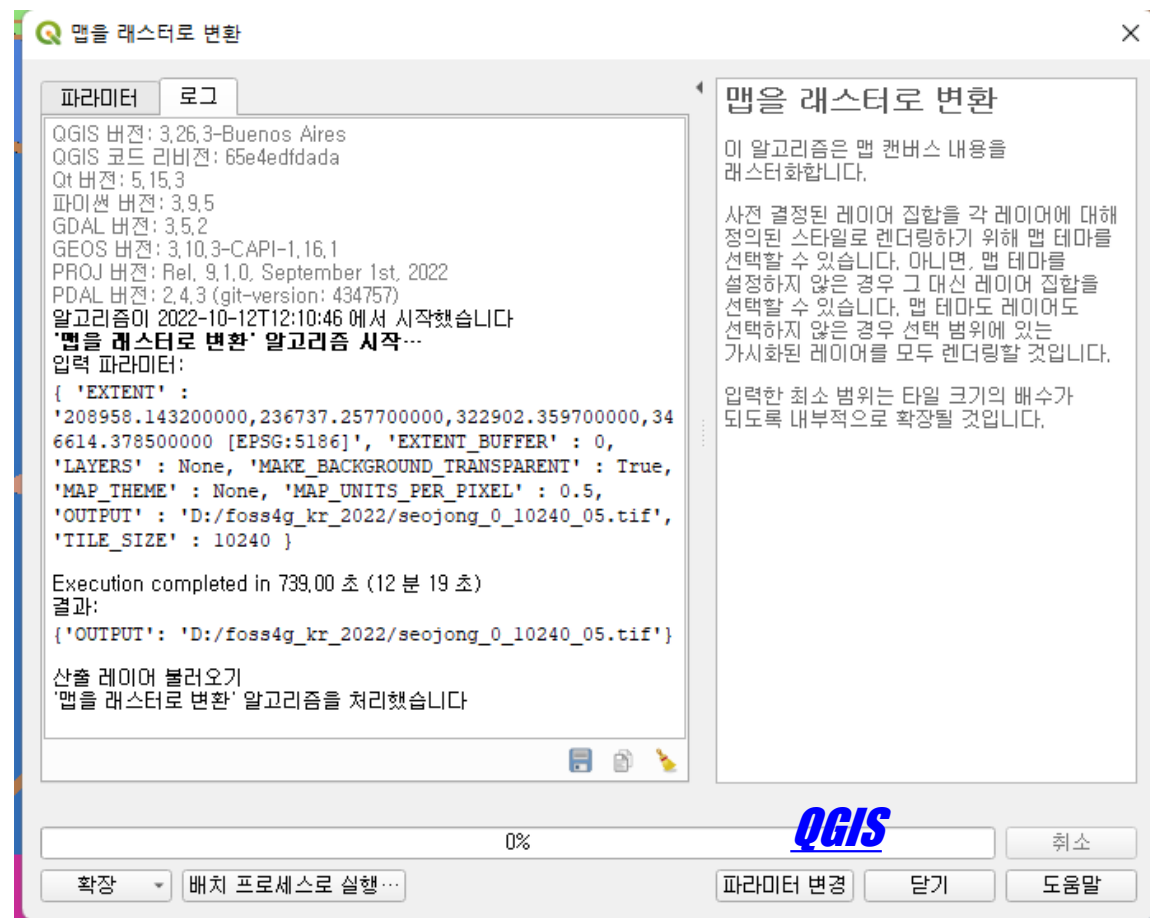 맵을 래스터로 변환
파라미터
로그
QGIS 버전: 3.26.3-Buenos Aires
QGIS 코드 리비전: 65e4edfdada
Qt 버전: 5.15.3
파이썬 버전: 3.9.5
GDAL 버전: 3.5.2
GEOS 버전: 3.10.3-CAPI-1.16.1
PROJ 버전: Rel. 9.1.0, September 1st, 2022
PDAL 버전: 2.4.3 (git-version: 434757)
알고리즘이 2022-10-12T12:10:46 에서 시작했습니다
'맵을 래스터로 변환' 알고리즘 시작…
입력 파라미터:
{ 'EXTENT' :
'208958.143200000,236737.257700000,322902.359700000,34
6614.378500000 [EPSG:5186]', 'EXTENT_BUFFER' : 0,
'LAYERS' : None, 'MAKE_BACKGROUND_TRANSPARENT' : True,
'MAP_THEME' : None, 'MAP_UNITS_PER_PIXEL' : 0.5,
'OUTPUT' : 'D:/foss4g_kr_2022/seojong_0_10240_05.tif',
'TILE_SIZE' : 10240 }
Execution completed in 739.00 초 (12 분 19 초)
결과:
{'OUTPUT': 'D:/foss4g_kr_2022/seojong_0_10240_05.tif'}
산출 레이어 불러오기
'맵을 래스터로 변환' 알고리즘을 처리했습니다
맵을 래스터로 변환
이 알고리즘은 맵 캔버스 내용을
래스터화합니다.
사전 결정된 레이어 집합을 각 레이어에 대해
정의된 스타일로 렌더링하기 위해 맵 테마를
선택할 수 있습니다. 아니면, 맵 테마를
설정하지 않은 경우 그 대신 레이어 집합을
선택할 수 있습니다. 맵 테마도 레이어도
선택하지 않은 경우 선택 범위에 있는
가시화된 레이어를 모두 렌더링할 것입니다.
입력한 최소 범위는 타일 크기의 배수가
되도록 내부적으로 확장될 것입니다.
0%
QGIS
취소
확장
배치 프로세스로 실행…
파라미터 변경
닫기
도움말